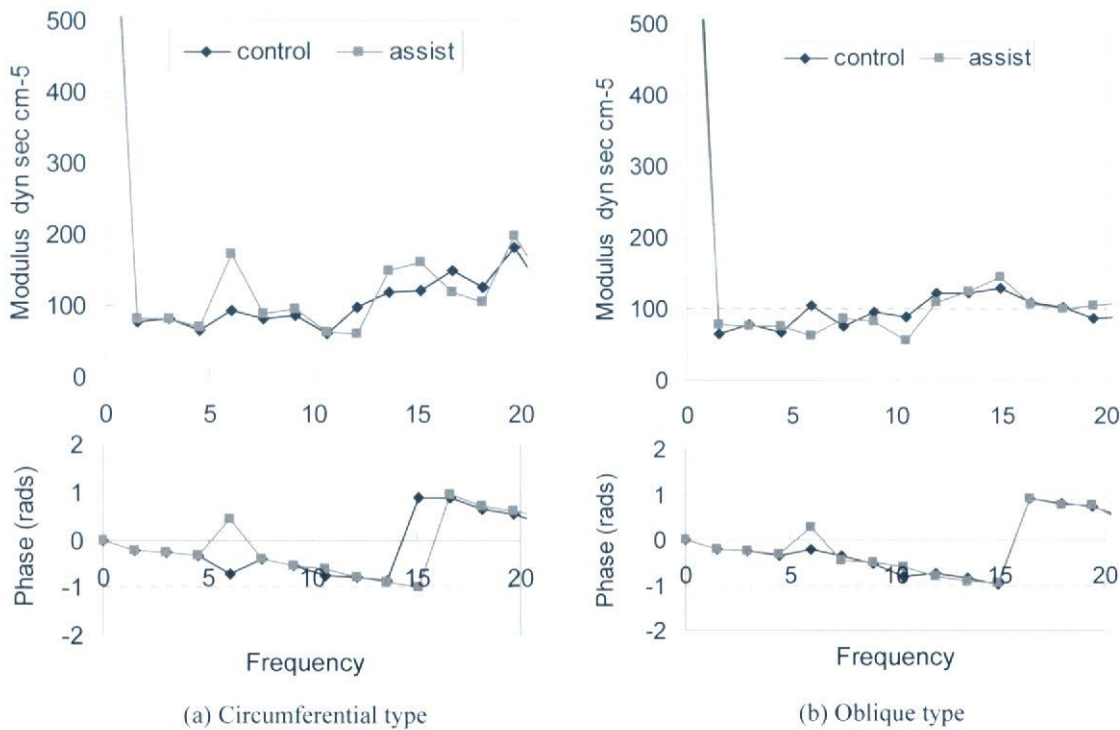 500
400
300
200
100
0
Modulus dyn sec cm-5
control assist
0 5 10 15 20
2
1
0
-1
-2
Phase (rads)
0 5 10 15 20
Frequency
(a) Circumferential type
500
400
300
200
100
0
Modulus dyn sec cm-5
control assist
0 5 10 15 20
2
1
0
-1
-2
Phase (rads)
0 5 10 15 20
Frequency
(b) Oblique type